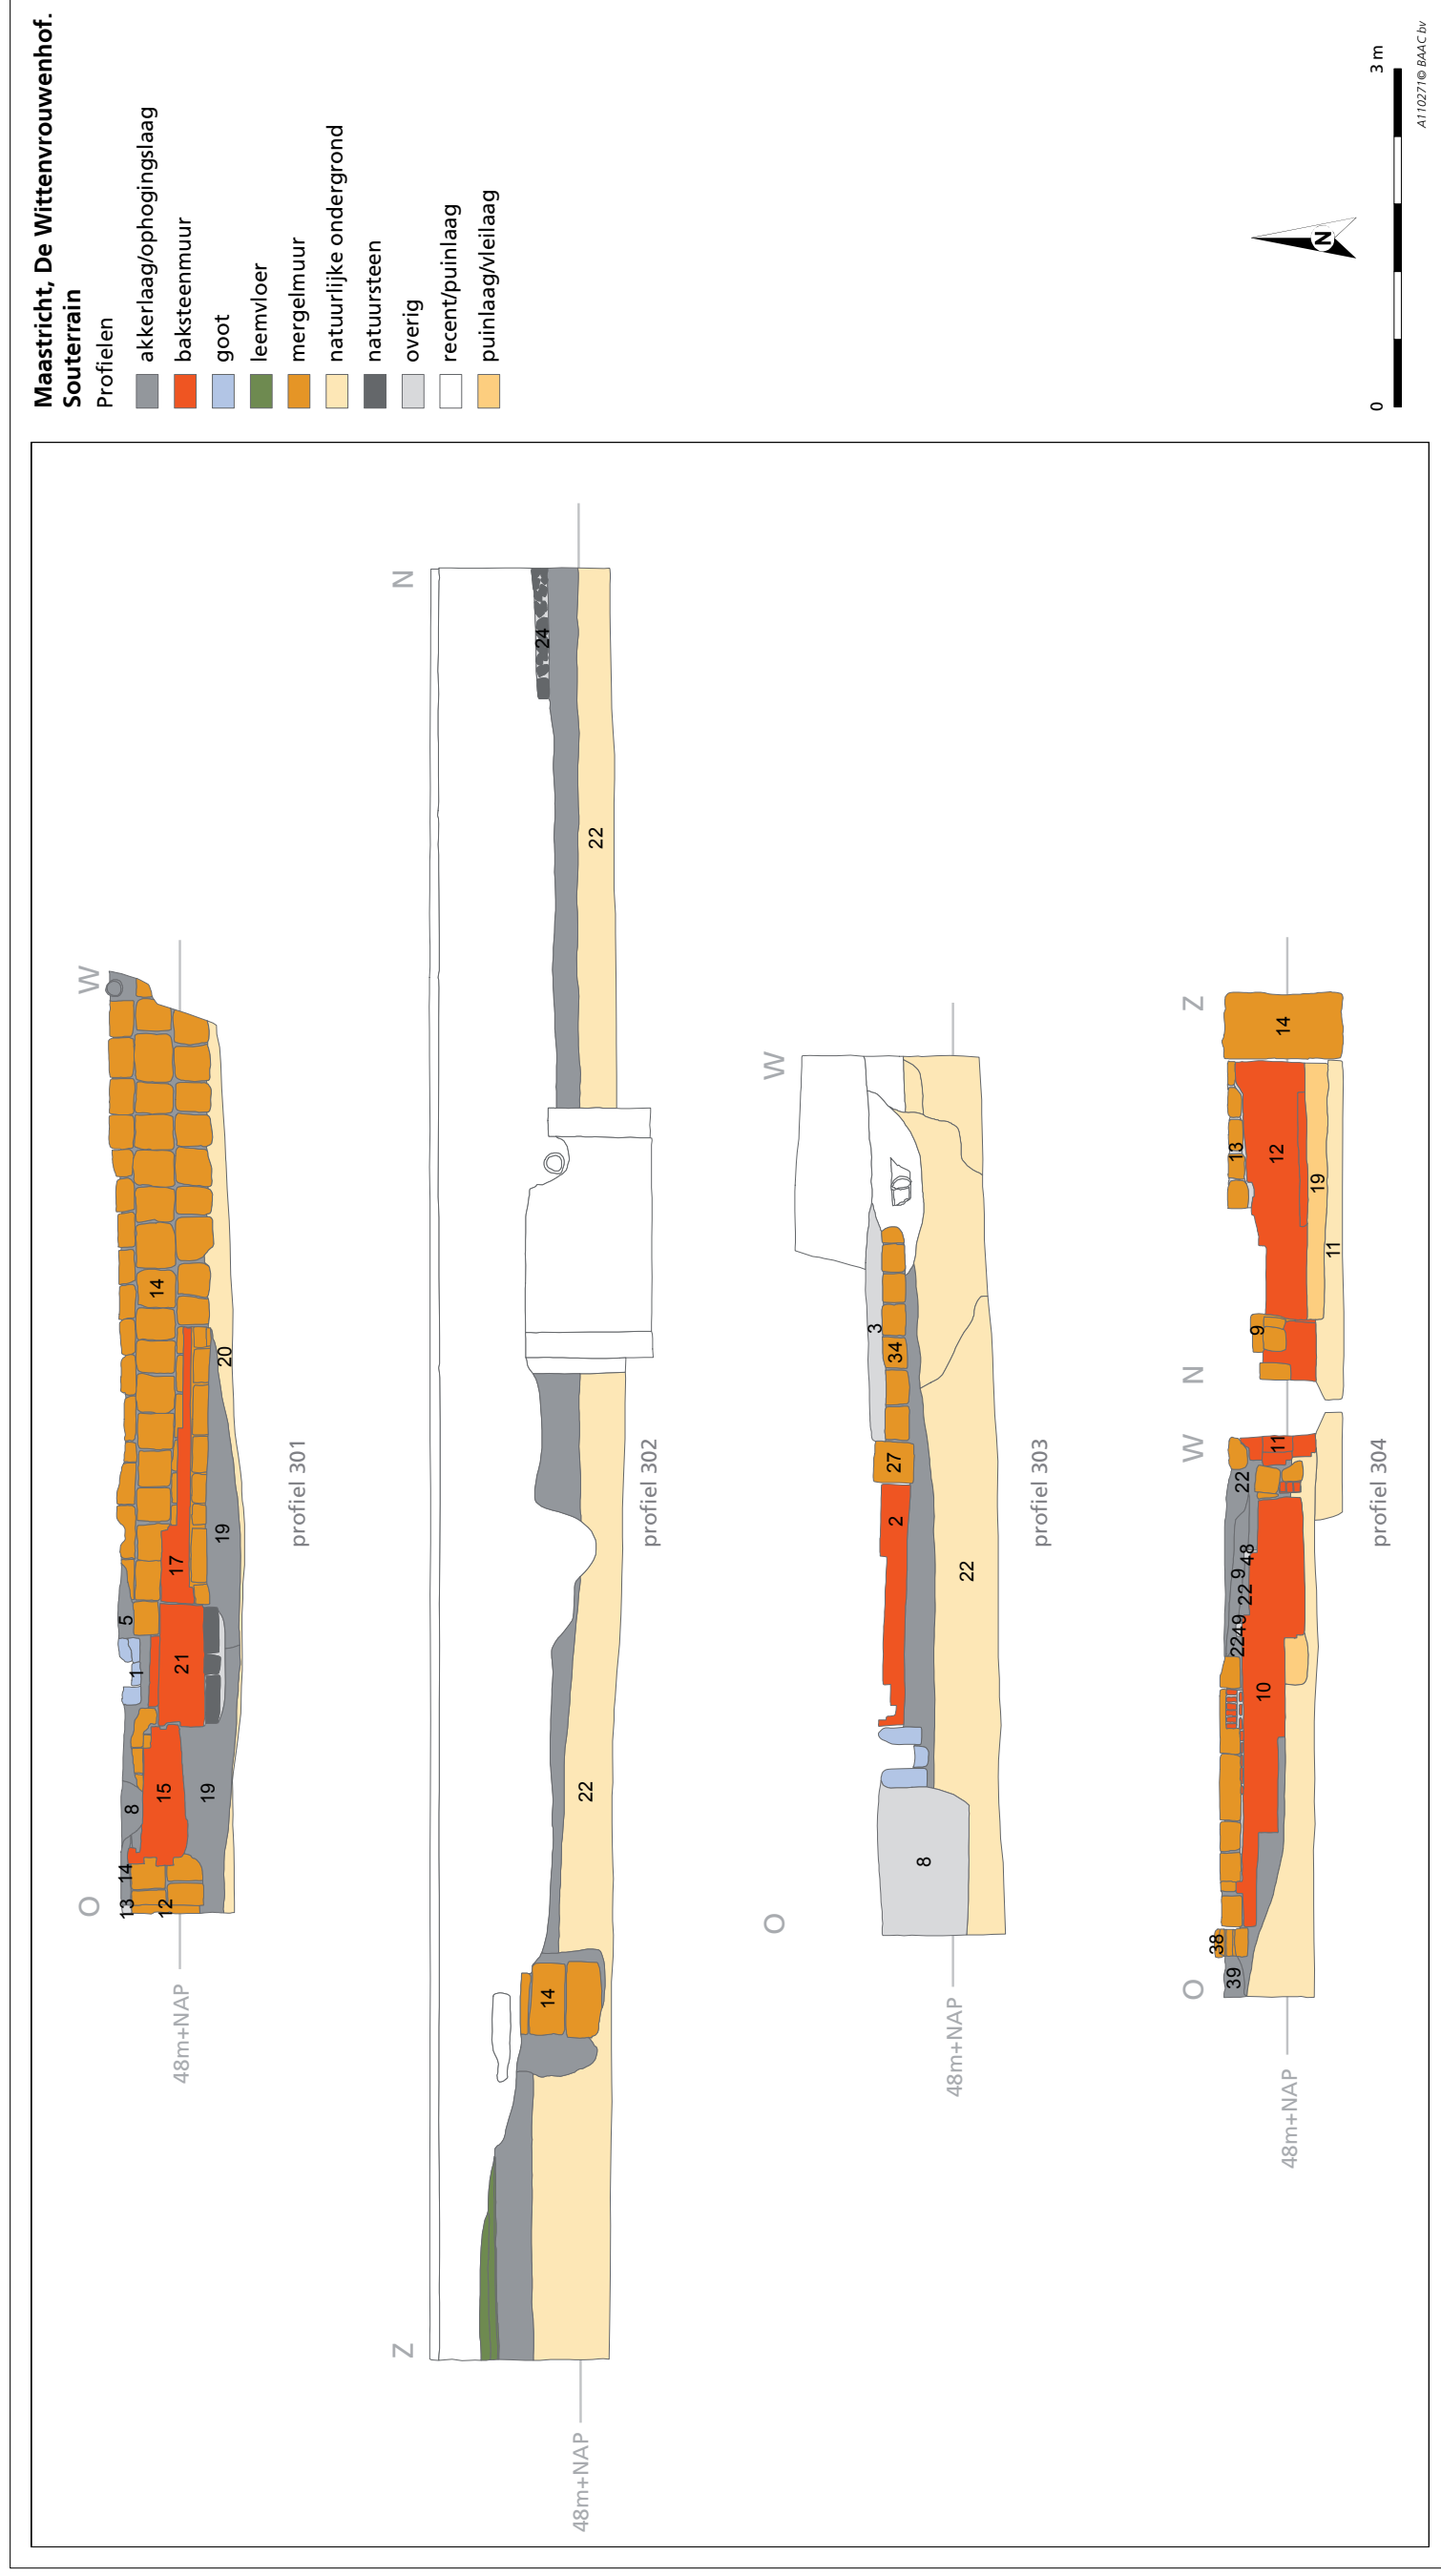 Maastricht, De Wittenvrouwenhof.
Souterrain
Profielen
akkerlaag/ophogingslaag
baksteenmuur
goot
leemvloer
mergelmuur
natuurlijke ondergrond
natuursteen
overig
recent/puinlaag
puinlaag/vleilaag
N
0
3 m
A110271© BAAC bv
O
W
48m+NAP
13
14
12
8
15
19
1
5
21
17
19
14
20
profiel 301
Z
N
48m+NAP
14
22
22
24
profiel 302
O
W
48m+NAP
8
2
27
34
3
22
profiel 303
O
W
N
Z
48m+NAP
39
38
10
2249
22
9
48
22
11
9
13
12
19
11
14
profiel 304